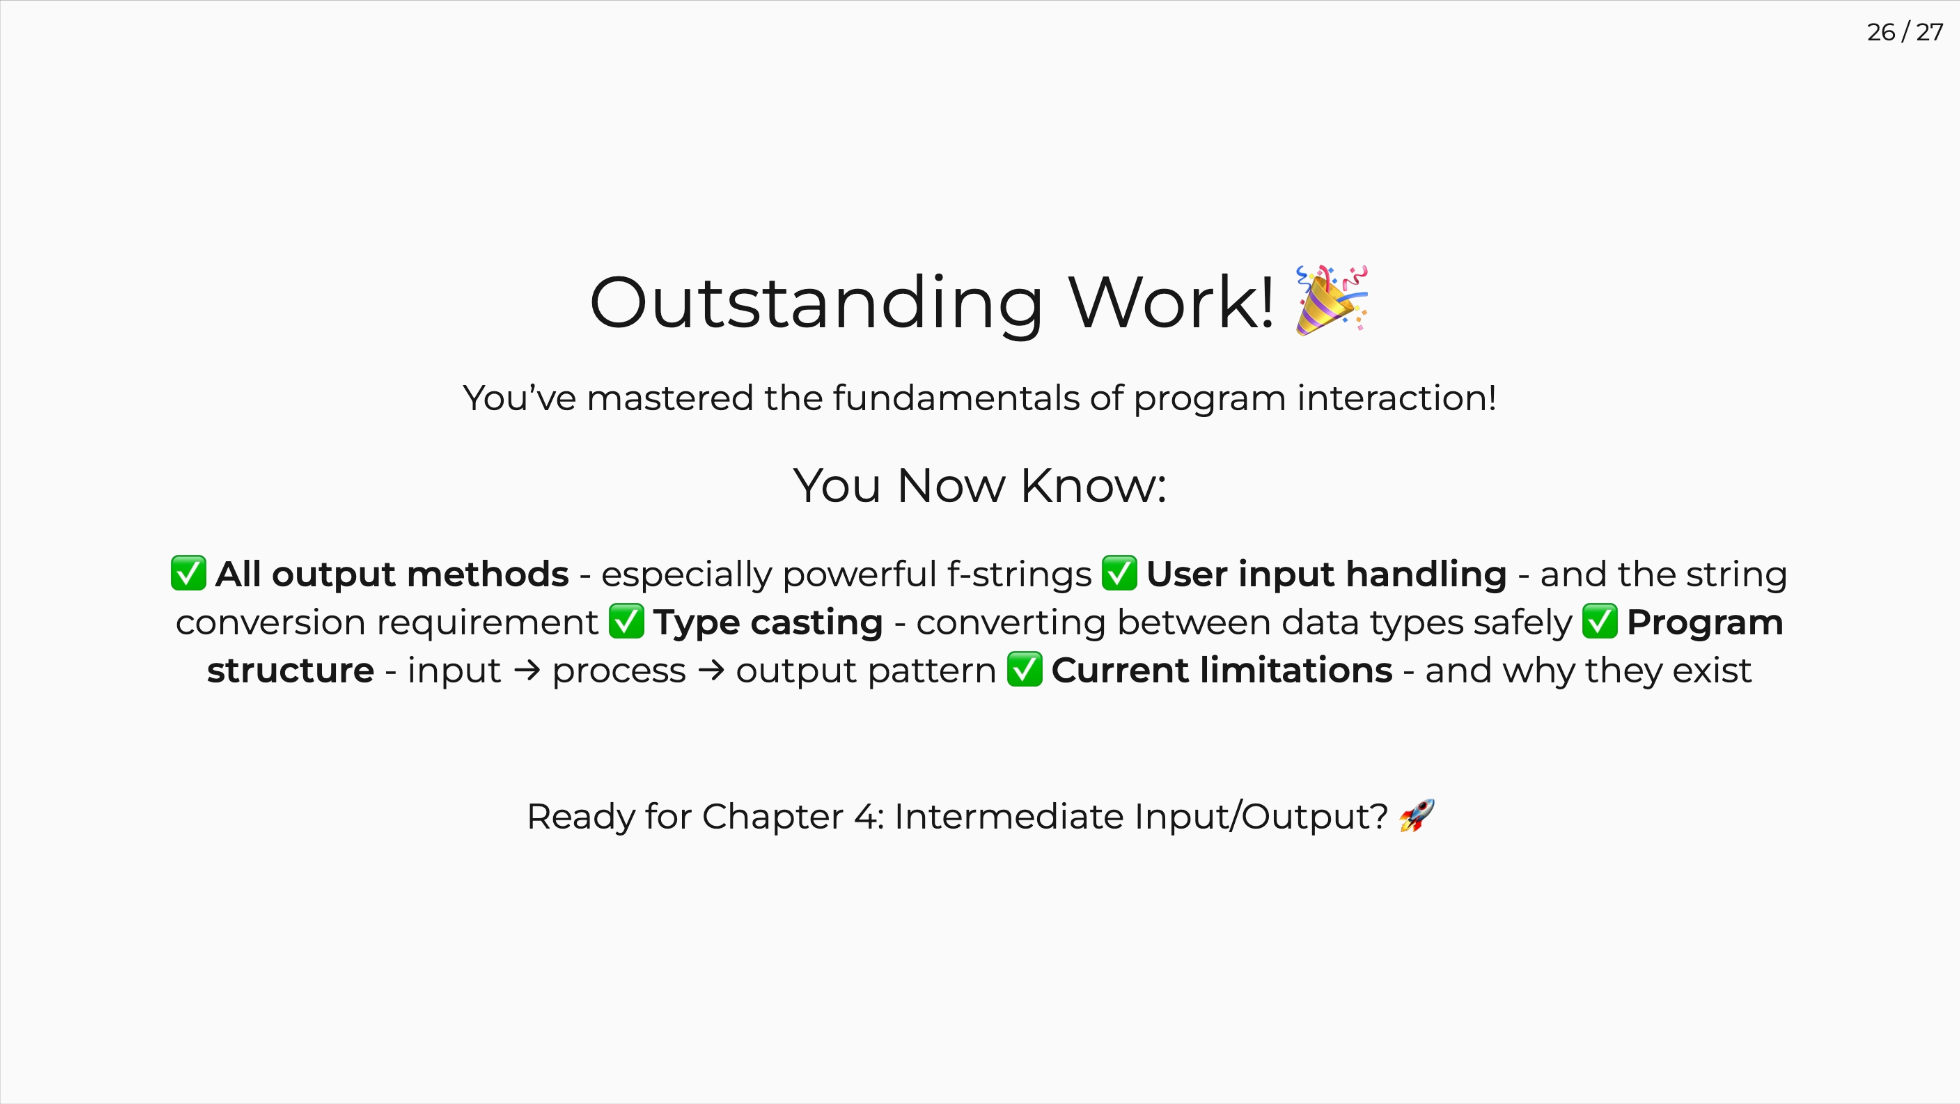 26 / 27
Outstanding Work! 🎉
You’ve mastered the fundamentals of program interaction!
You Now Know:
✅ All output methods - especially powerful f-strings ✅ User input handling - and the string
conversion requirement ✅ Type casting - converting between data types safely ✅ Program
structure - input → process → output pattern ✅ Current limitations - and why they exist
Ready for Chapter 4: Intermediate Input/Output? 🚀